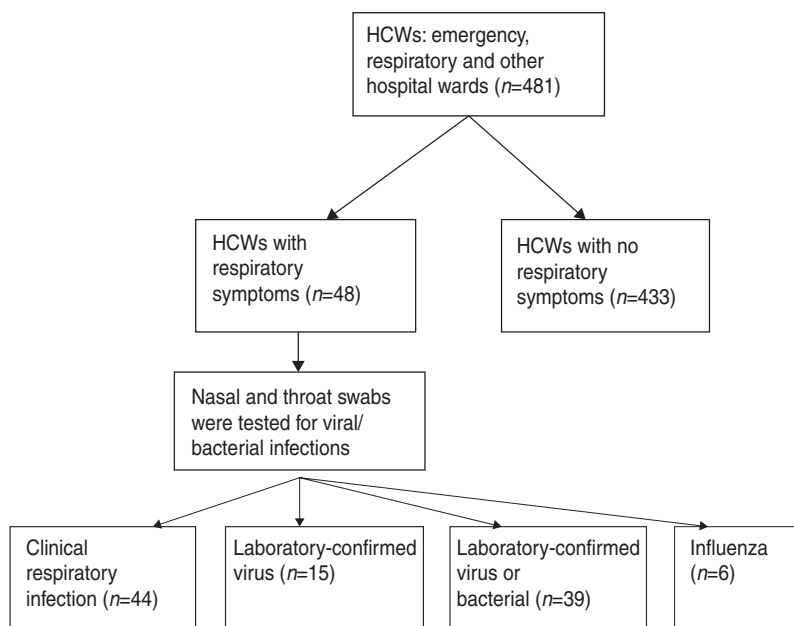 HCWs: emergency,
respiratory and other
hospital wards (n=481)
HCWs with
respiratory
symptoms (n=48)
HCWs with no
respiratory
symptoms (n=433)
Nasal and throat swabs
were tested for viral/
bacterial infections
Clinical
respiratory
infection (n=44)
Laboratory-confirmed
virus (n=15)
Laboratory-confirmed
virus or
bacterial (n=39)
Influenza
(n=6)